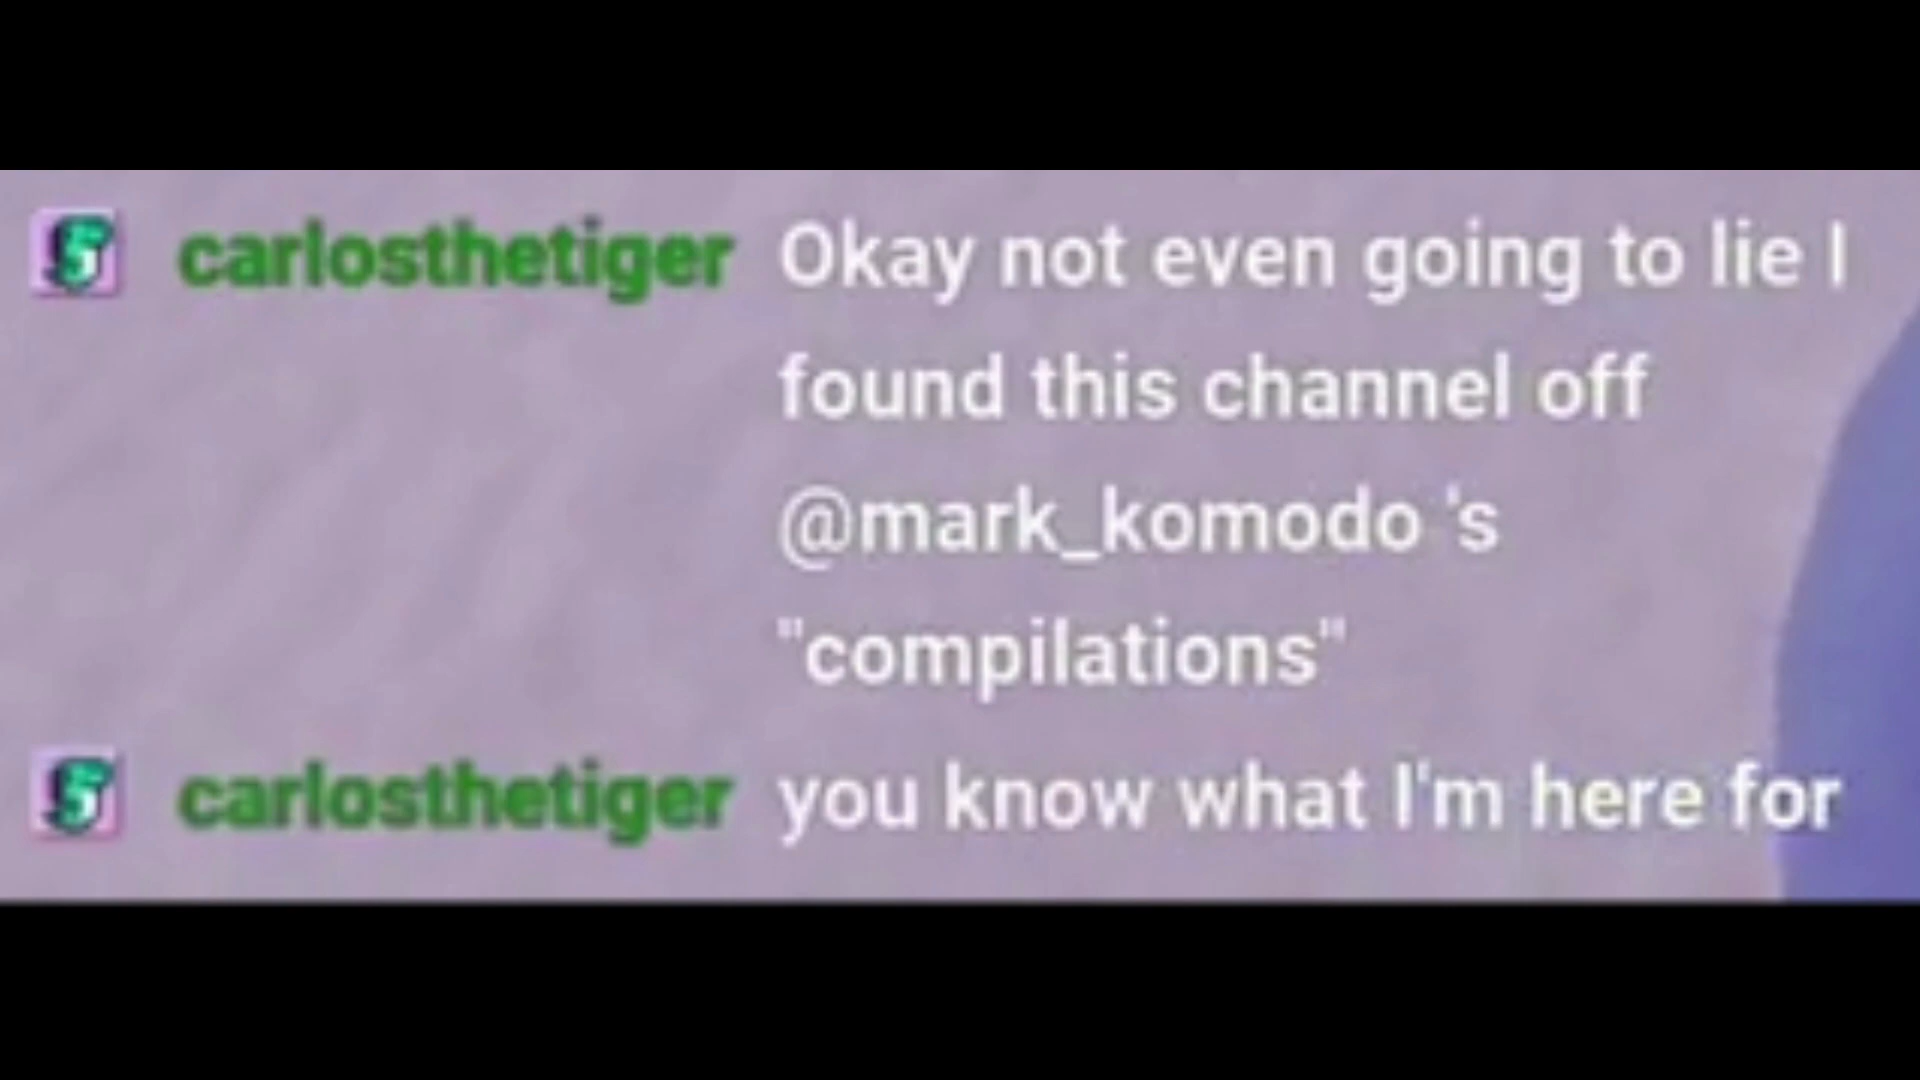 carlosthetiger Okay not even going to lie I
found this channel off
@mark_komodo 's
"compilations"
carlosthetiger you know what I'm here for